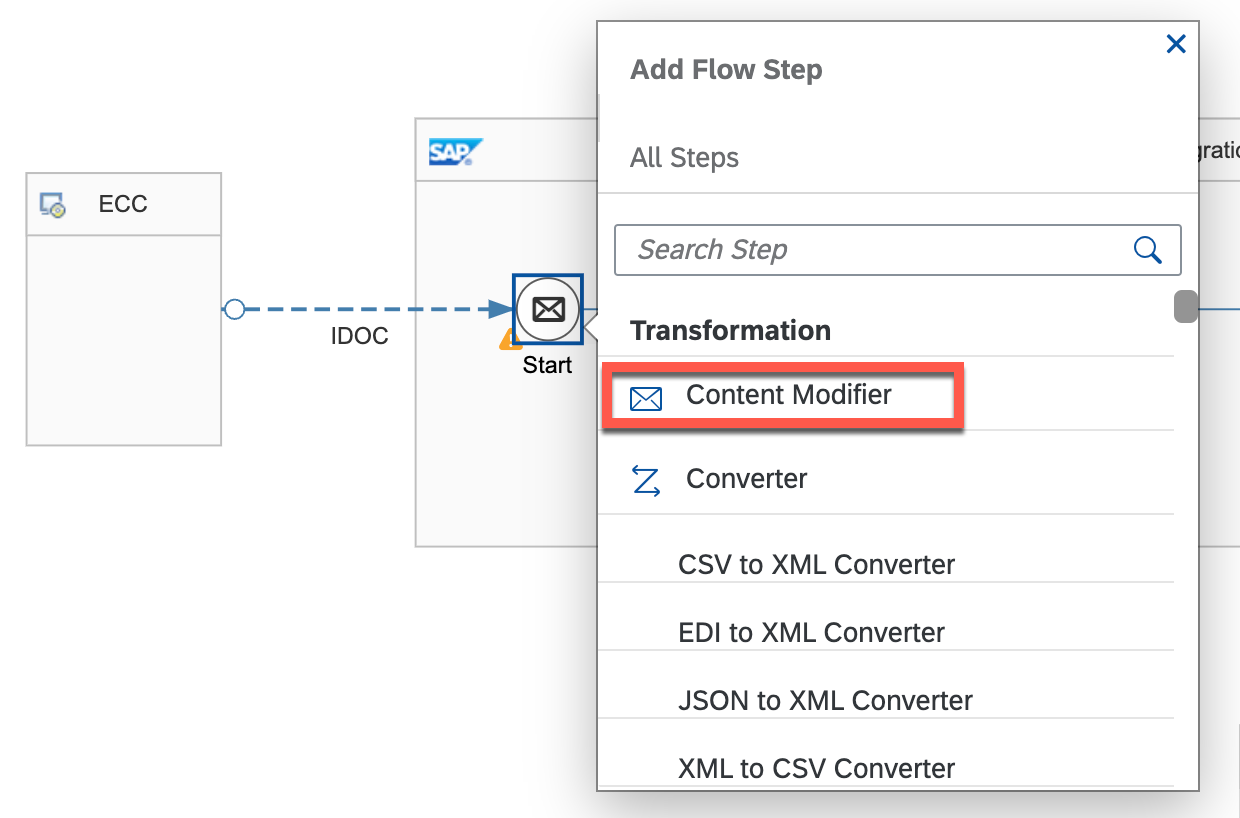 Add Flow Step
All Steps
SAP
ECC
Search Step
IDOC
Start
Transformation
Content Modifier
Converter
CSV to XML Converter
EDI to XML Converter
JSON to XML Converter
XML to CSV Converter